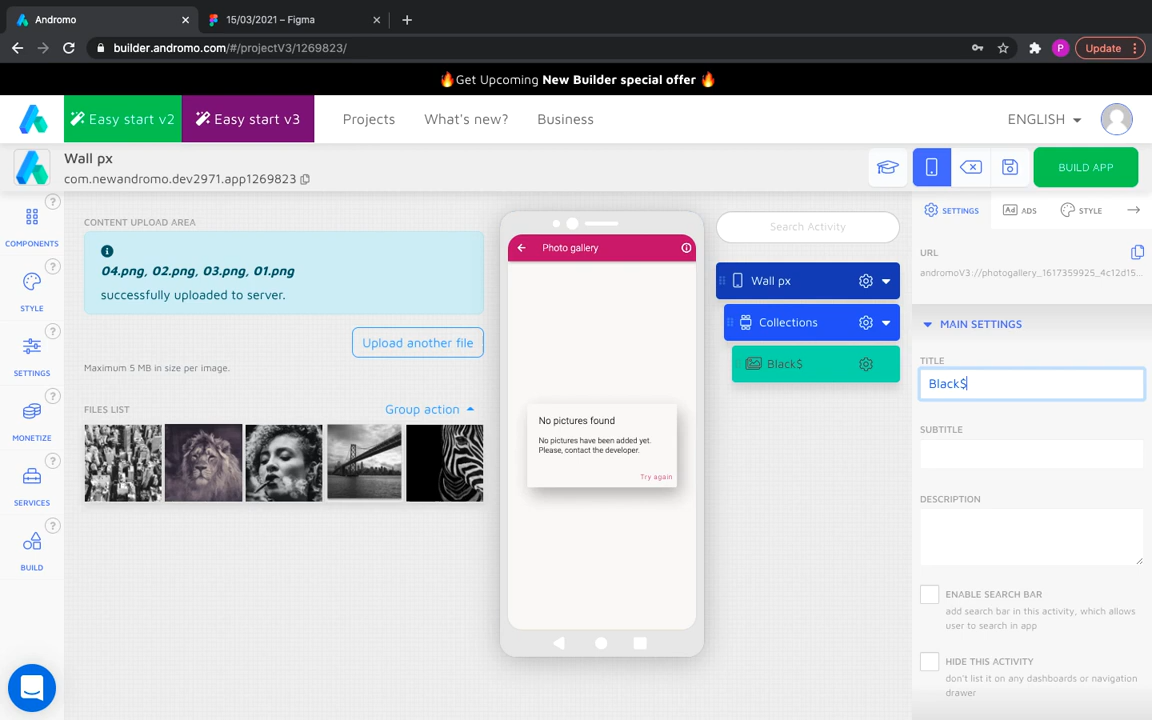 Andromo
15/03/2021 – Figma
builder.andromo.com/#/projectV3/1269823/
P
Update
🔥Get Upcoming New Builder special offer 🔥
Easy start v2
Easy start v3
Projects
What's new?
Business
ENGLISH
Wall px
com.newandromo.dev2971.app1269823
BUILD APP
COMPONENTS
STYLE
SETTINGS
MONETIZE
SERVICES
BUILD
?
?
?
?
?
?
CONTENT UPLOAD AREA
04.png, 02.png, 03.png, 01.png
successfully uploaded to server.
Upload another file
Maximum 5 MB in size per image.
FILES LIST
Group action
Photo gallery
No pictures found
No pictures have been added yet.
Please, contact the developer.
Try again
Search Activity
Wall px
Collections
Black$
SETTINGS
Ad
ADS
STYLE
URL
andromoV3://photogallery_1617359925_4c12d15...
MAIN SETTINGS
TITLE
Black$
SUBTITLE
DESCRIPTION
ENABLE SEARCH BAR
add search bar in this activity, which allows
user to search in app
HIDE THIS ACTIVITY
don't list it on any dashboards or navigation
drawer